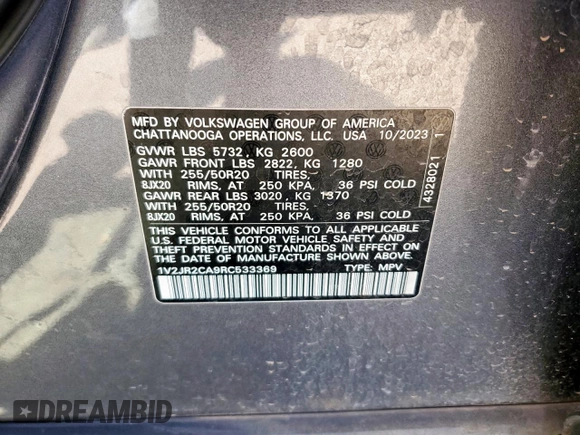 MFD BY VOLKSWAGEN GROUP OF AMERICA
CHATTANOOGA OPERATIONS, LLC. USA 10/2023
GVWR LBS 5732, KG 2600
GAWR FRONT LBS 2822, KG 1280
WITH 255/50R20 TIRES,
8JX20 RIMS, AT 250 KPA, 36 PSI COLD
GAWR REAR LBS 3020, KG 1370
WITH 255/50R20 TIRES,
8JX20 RIMS, AT 250 KPA, 36 PSI COLD
THIS VEHICLE CONFORMS TO ALL APPLICABLE
U.S. FEDERAL MOTOR VEHICLE SAFETY AND
THEFT PREVENTION STANDARDS IN EFFECT ON
THE DATE OF MANUFACTURE SHOWN ABOVE.
1V2JR2CA9RC533369 TYPE: MPV
4328021 1
DREAMBID